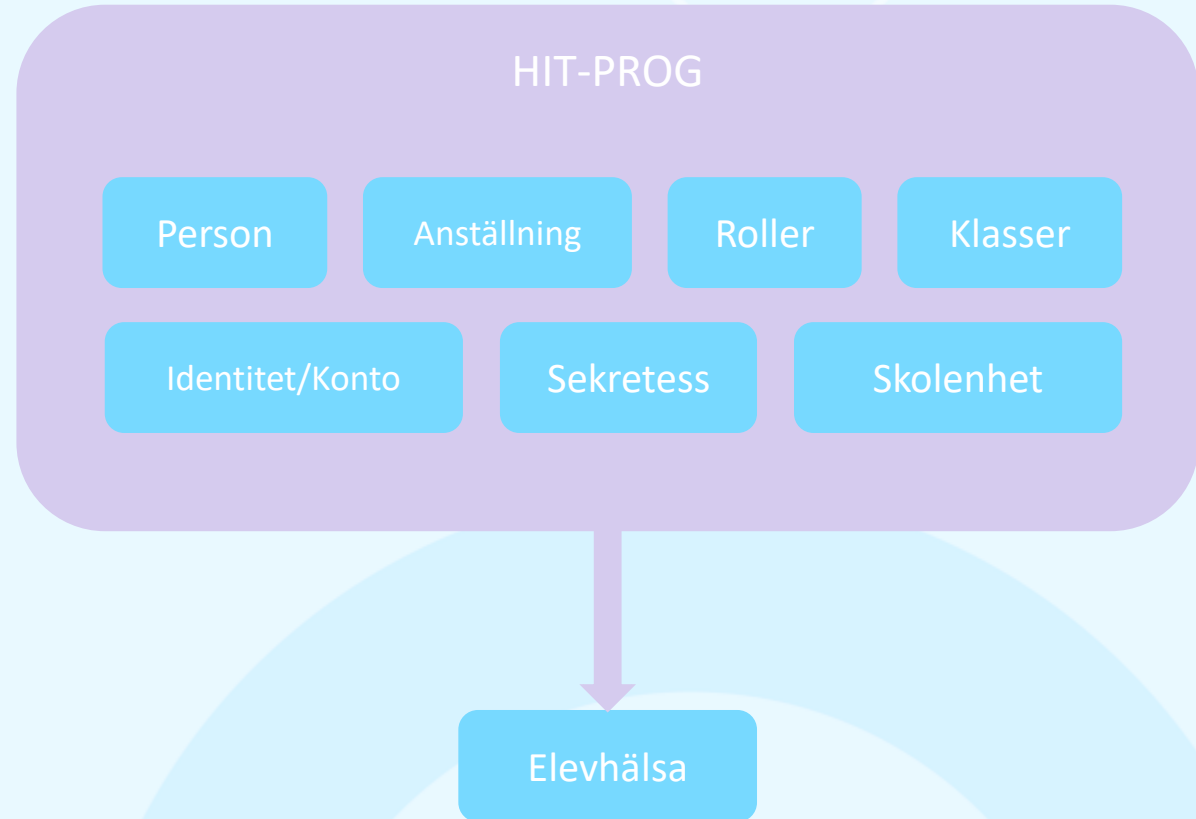 HIT-PROG
Person
Anställning
Roller
Klasser
Identitet/Konto
Sekretess
Skolenhet
Elevhälsa